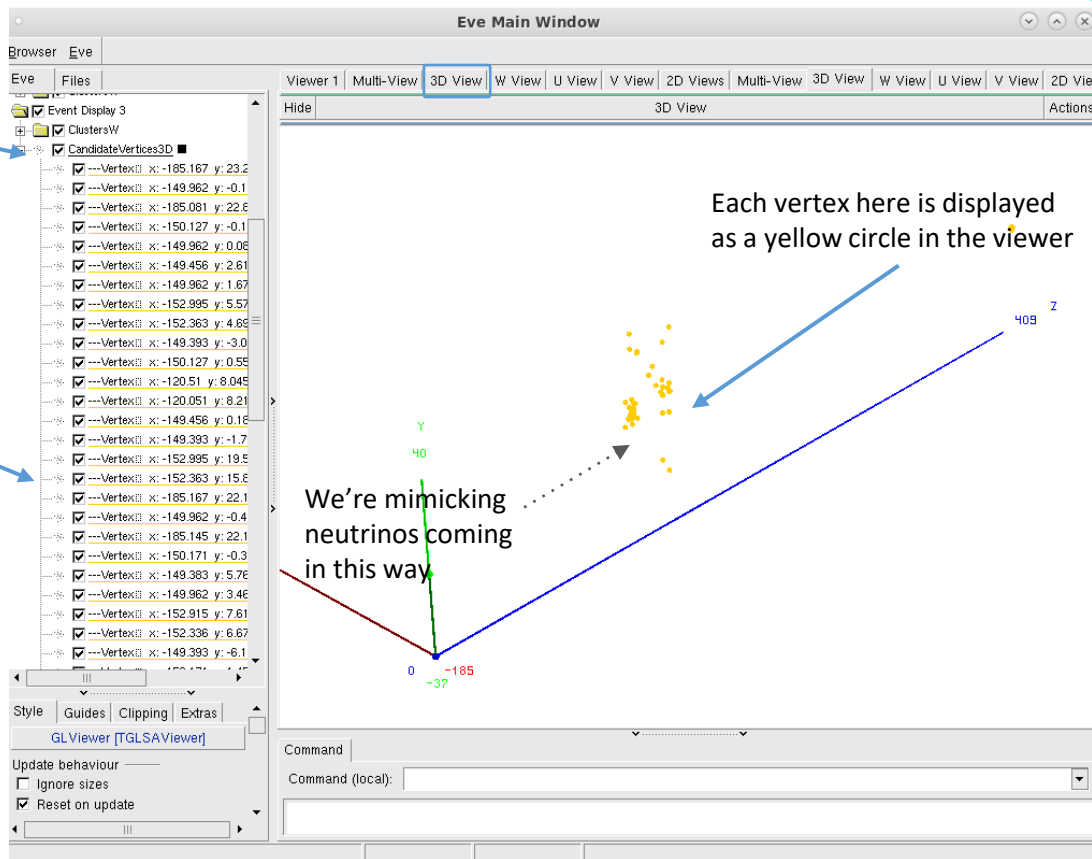 Eve Main Window
Browser Eve
Eve Files
Viewer 1 Multi-View 3D View W View U View V View 2D Views Multi-View 3D View W View U View V View 2D Vie
Hide 3D View Actions
Event Display 3
ClustersW
CandidateVertices3D
---Vertex x: -185.167 y: 23.2
---Vertex x: -149.962 y: -0.1
---Vertex x: -185.081 y: 22.8
---Vertex x: -150.127 y: -0.1
---Vertex x: -149.962 y: 0.08
---Vertex x: -149.456 y: 2.61
---Vertex x: -149.962 y: 1.67
---Vertex x: -152.995 y: 5.57
---Vertex x: -152.363 y: 4.69
---Vertex x: -149.393 y: -3.0
---Vertex x: -150.127 y: 0.55
---Vertex x: -120.51 y: 8.045
---Vertex x: -120.051 y: 8.21
---Vertex x: -149.456 y: 0.18
---Vertex x: -149.393 y: -1.7
---Vertex x: -152.995 y: 19.5
---Vertex x: -152.363 y: 15.8
---Vertex x: -185.167 y: 22.1
---Vertex x: -149.962 y: -0.4
---Vertex x: -185.145 y: 22.1
---Vertex x: -150.171 y: -0.3
---Vertex x: -149.383 y: 5.76
---Vertex x: -149.962 y: 3.46
---Vertex x: -152.915 y: 7.61
---Vertex x: -152.336 y: 6.67
---Vertex x: -149.393 y: -6.1
Each vertex here is displayed
as a yellow circle in the viewer
Z
409
Y
40
We're mimicking
neutrinos coming
in this way
0 -185
-37
Style Guides Clipping Extras
GLViewer [TGLSAViewer]
Update behaviour
Ignore sizes
Reset on update
Command
Command (local):